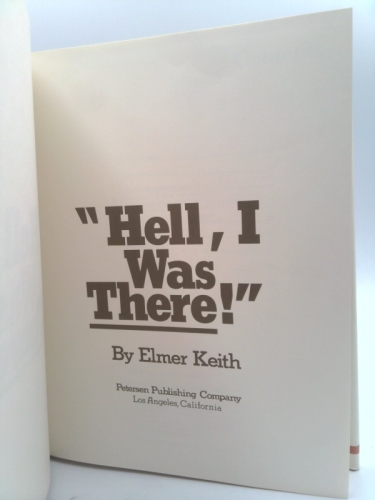 "Hell, I
Was
There!"
By Elmer Keith
Petersen Publishing Company
Los Angeles, California